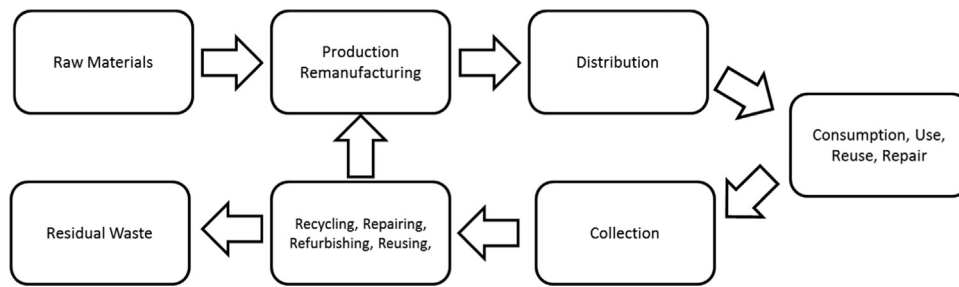 Raw Materials
Production
Remanufacturing
Distribution
Consumption, Use,
Reuse, Repair
Residual Waste
Recycling, Repairing,
Refurbishing, Reusing,
Collection